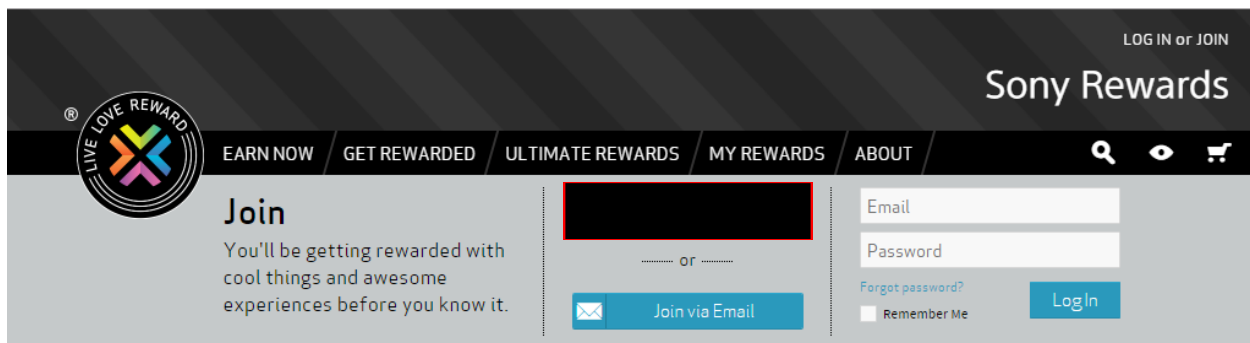 LOG IN or JOIN
Sony Rewards
®
LIVE LOVE REWARD
EARN NOW
GET REWARDED
ULTIMATE REWARDS
MY REWARDS
ABOUT
Join
You'll be getting rewarded with
cool things and awesome
experiences before you know it.
or
Join via Email
Email
Password
Forgot password?
Remember Me
Log In